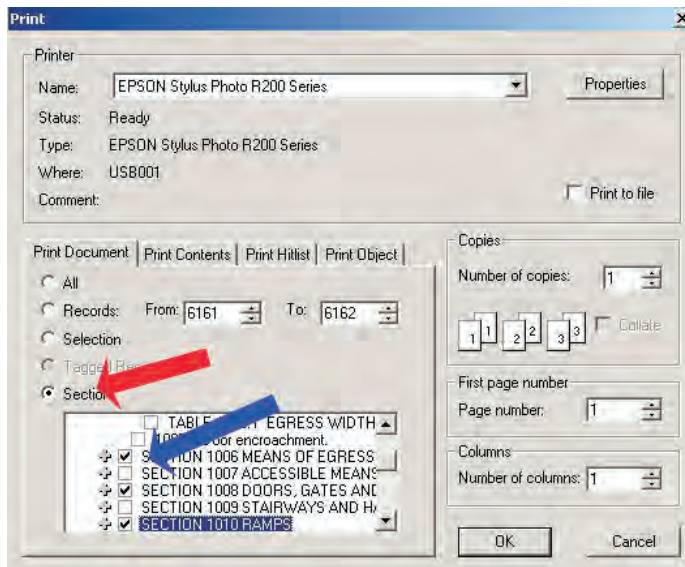 Print
Printer
Name: EPSON Stylus Photo R200 Series Properties
Status: Ready
Type: EPSON Stylus Photo R200 Series
Where: USB001
Comment: Print to file
Print Document Print Contents Print Hitlist Print Object
All
Records: From: 6161 To: 6162
Selection
Section
EGRESS WIDTH
encroachment.
SECTION 1006 MEANS OF EGRESS
SECTION 1007 ACCESSIBLE MEANS
SECTION 1008 DOORS, GATES AND
SECTION 1009 STAIRWAYS AND
SECTION 1010 RAMPS
Copies
Number of copies: 1
1 1 2 2 3 3 Collate
First page number
Page number: 1
Columns
Number of columns: 1
OK Cancel